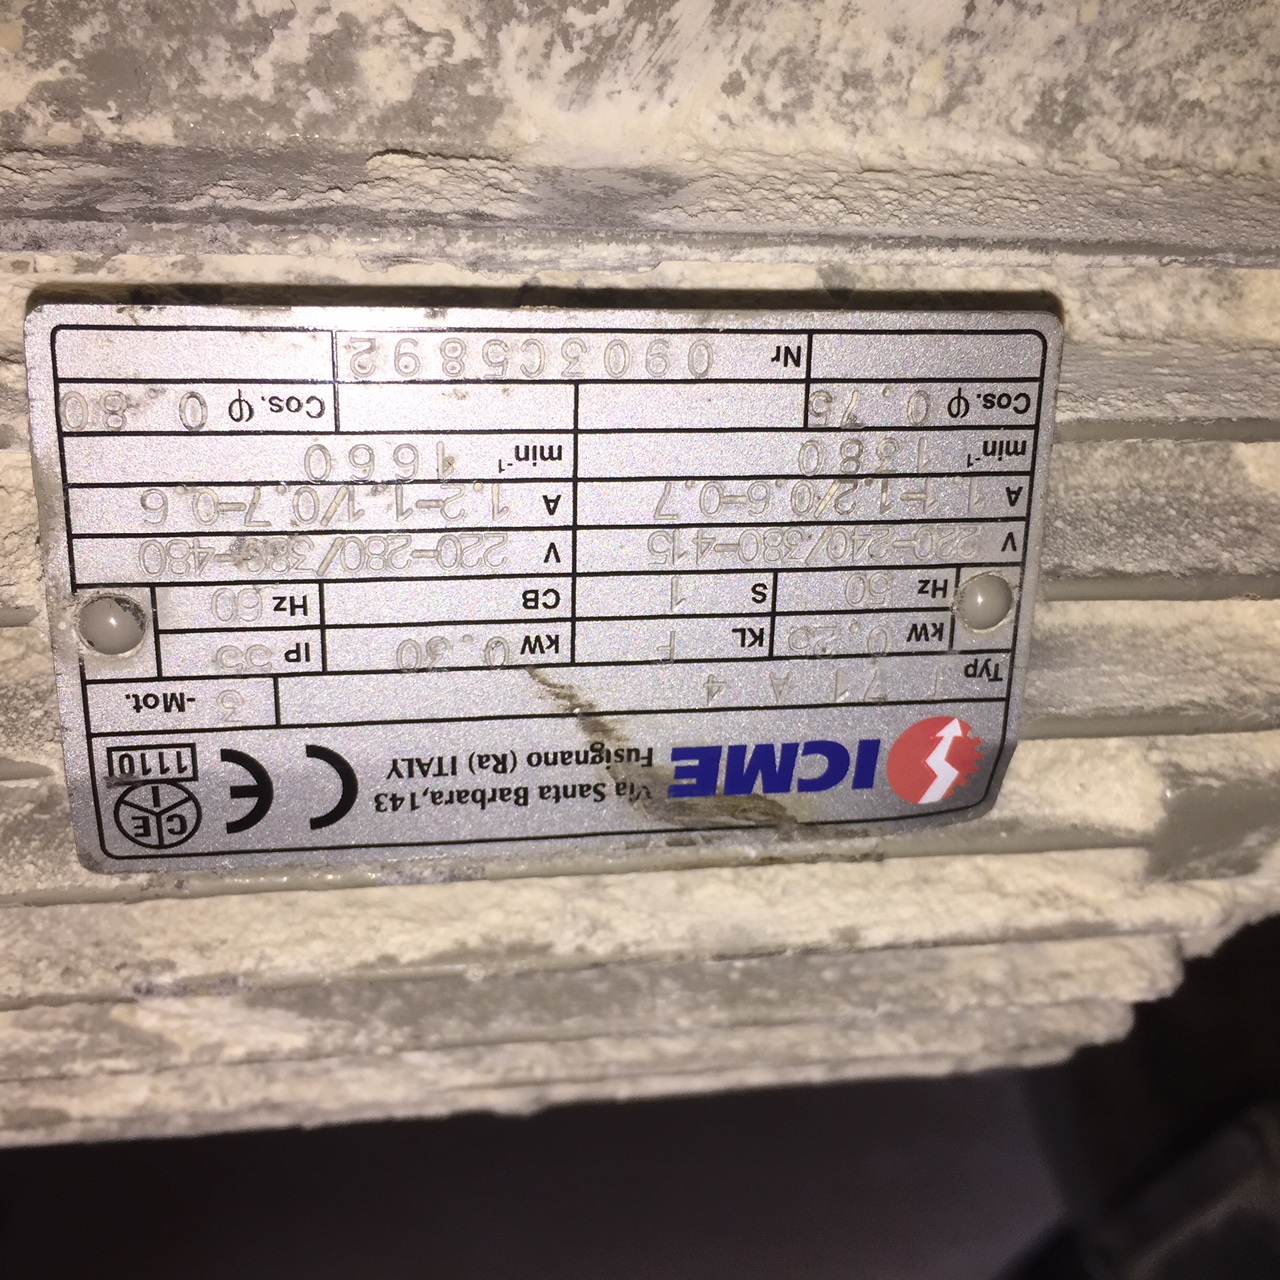 ICME Via Santa Barbara,143
Fusignano (Ra) ITALY
CE
CEI
1110
Typ T 71 A 4 3 -Mot.
kW 0.25 KL F kW 0.30 IP 55
Hz 50 S 1 CB Hz 60
V 220-240/380-415 V 220-280/380-480
A 1.1-1.2/0.6-0.7 A 1.2-1.1/0.7-0.6
min⁻¹ 1380 min⁻¹ 1660
Cos.φ 0.75 Cos.φ 0.80
Nr 0903C5892